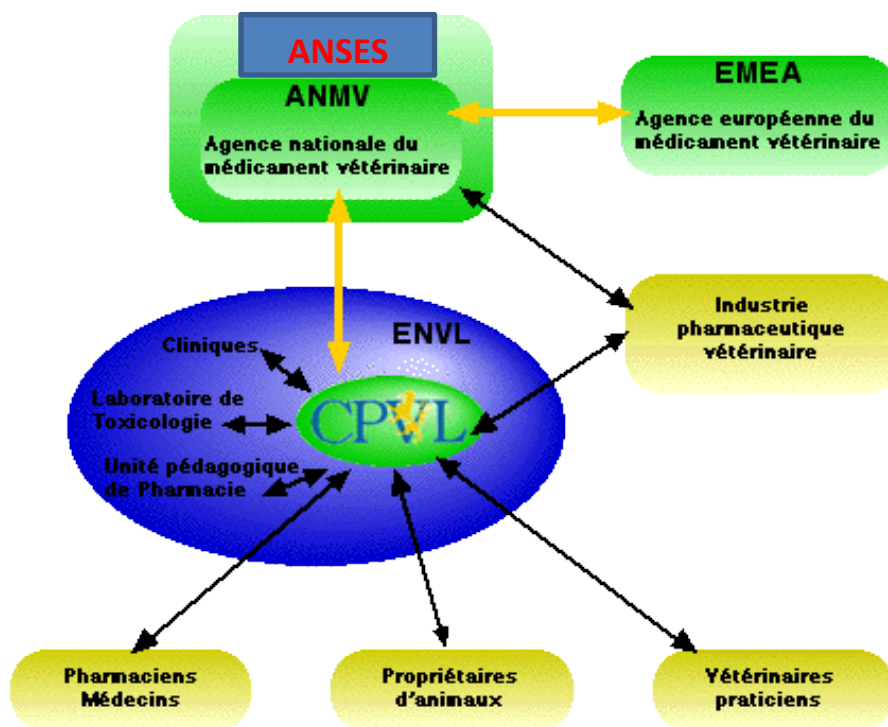 ANSES
ANMV
Agence nationale du
médicament vétérinaire
EMEA
Agence européenne du
médicament vétérinaire
Industrie
pharmaceutique
vétérinaire
ENVL
Cliniques
Laboratoire de
Toxicologie
CPVL
Unité pédagogique
de Pharmacie
Pharmaciens
Médecins
Propriétaires
d'animaux
Vétérinaires
praticiens